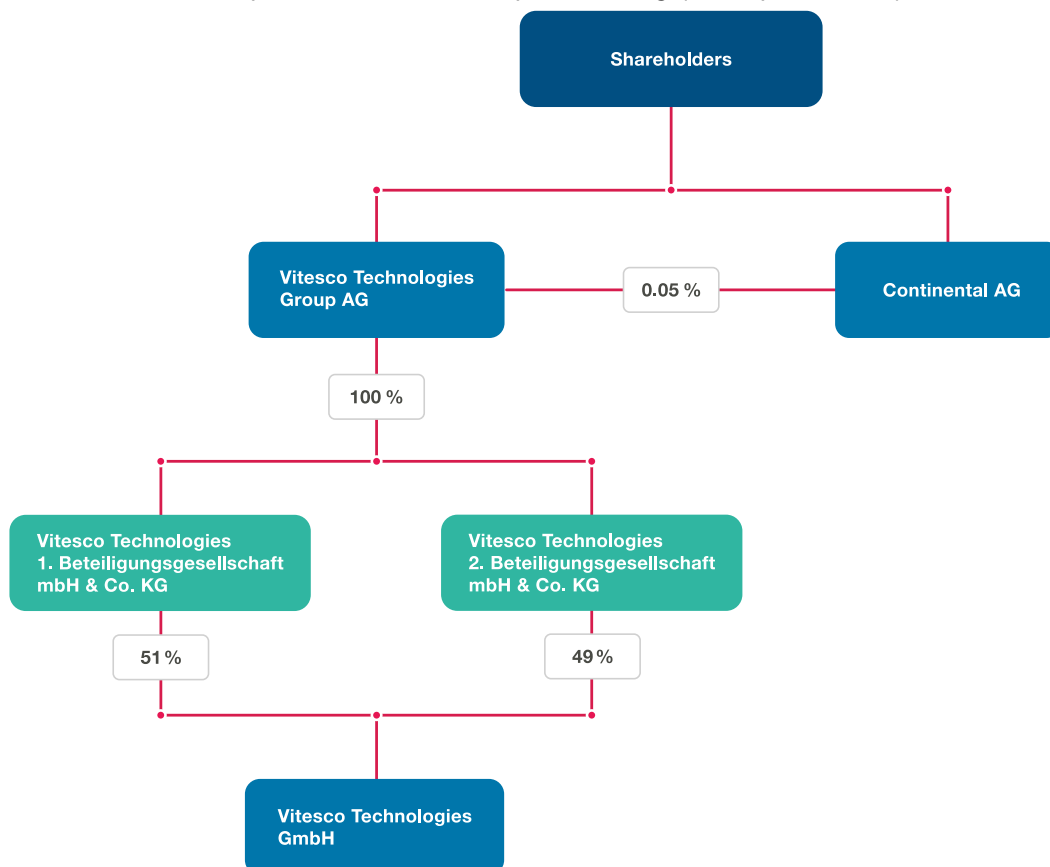 Shareholders
Vitesco Technologies
Group AG
0.05 %
Continental AG
100 %
Vitesco Technologies
1. Beteiligungsgesellschaft
mbH & Co. KG
Vitesco Technologies
2. Beteiligungsgesellschaft
mbH & Co. KG
51 %
49 %
Vitesco Technologies
GmbH